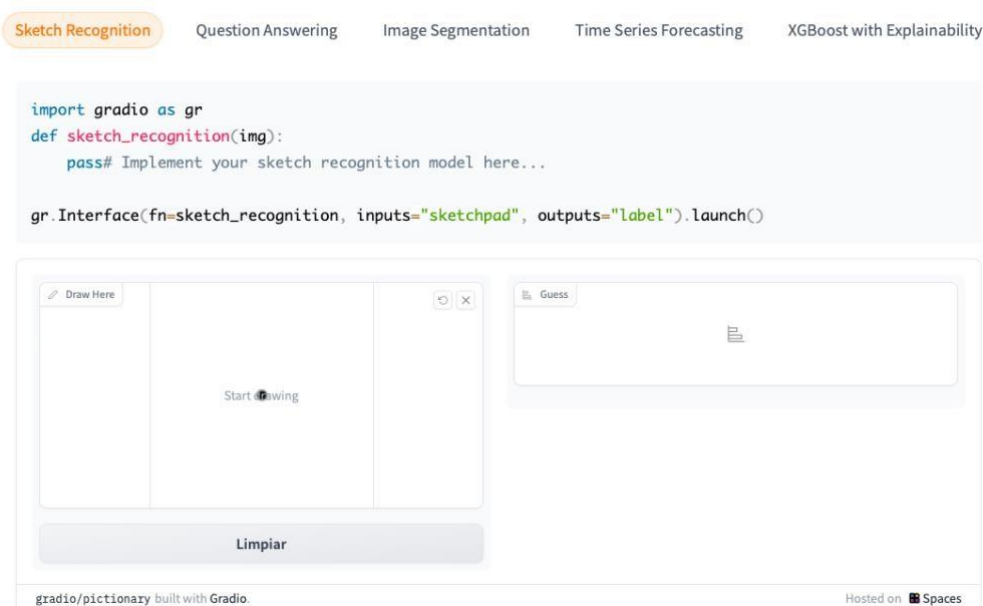 Sketch Recognition Question Answering Image Segmentation Time Series Forecasting XGBoost with Explainability
import gradio as gr
def sketch_recognition(img):
    pass# Implement your sketch recognition model here...
gr.Interface(fn=sketch_recognition, inputs="sketchpad", outputs="label").launch()
Draw Here
Guess
Start drawing
Limpiar
gradio/pictionary built with Gradio.
Hosted on Spaces